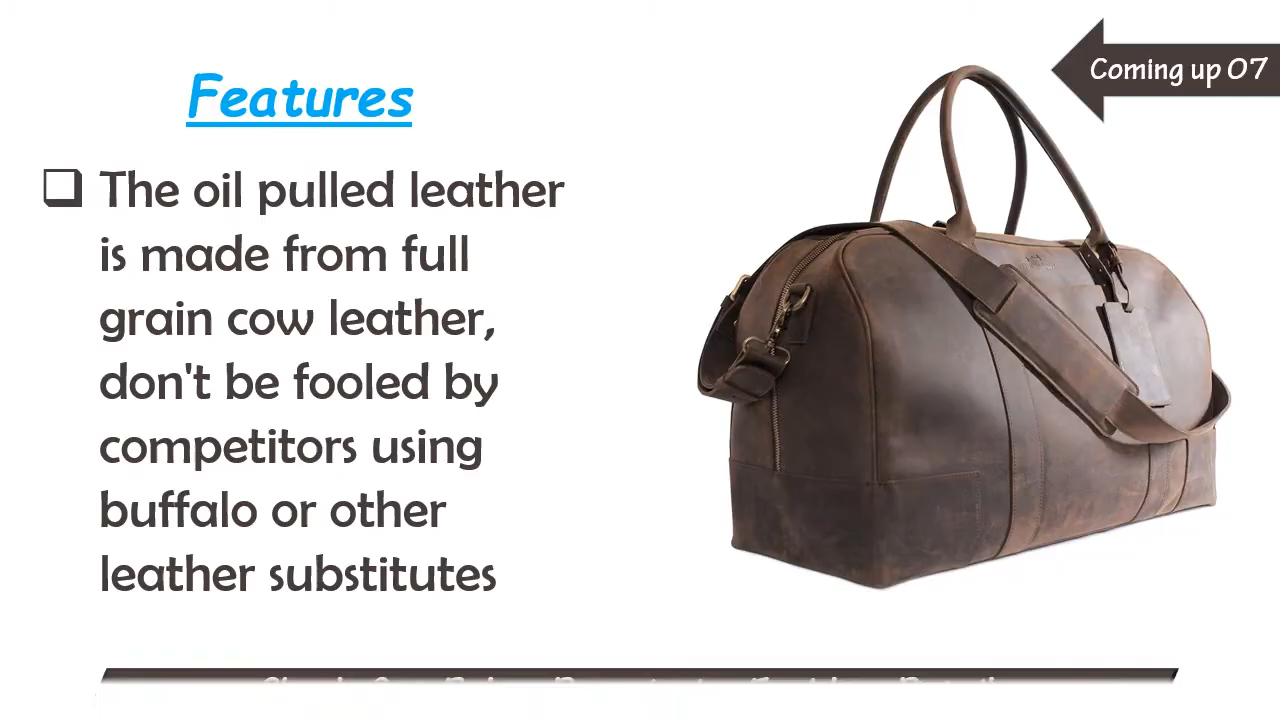 Coming up 07
Features
The oil pulled leather
is made from full
grain cow leather,
don't be fooled by
competitors using
buffalo or other
leather substitutes